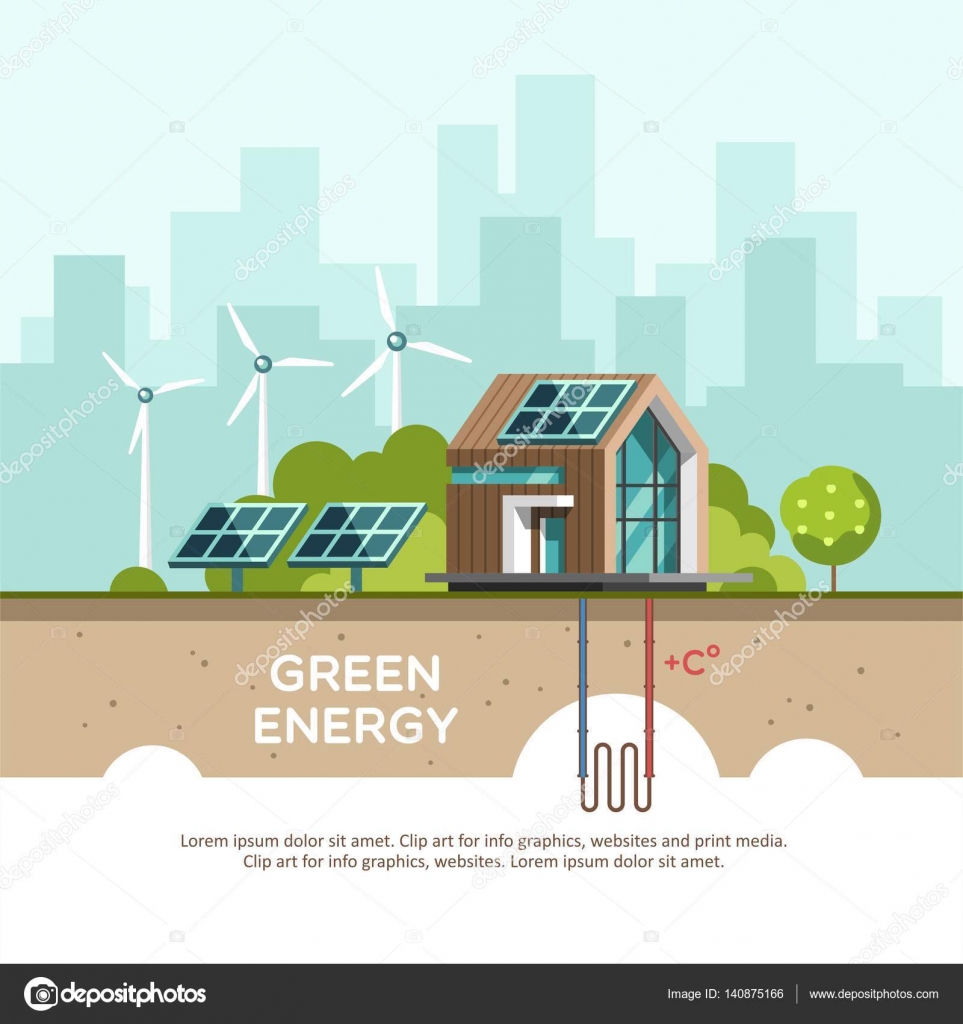 +C°
GREEN
ENERGY
Lorem ipsum dolor sit amet. Clip art for info graphics, websites and print media.
Clip art for info graphics, websites. Lorem ipsum dolor sit amet.
depositphotos
Image ID: 140875166
www.depositphotos.com